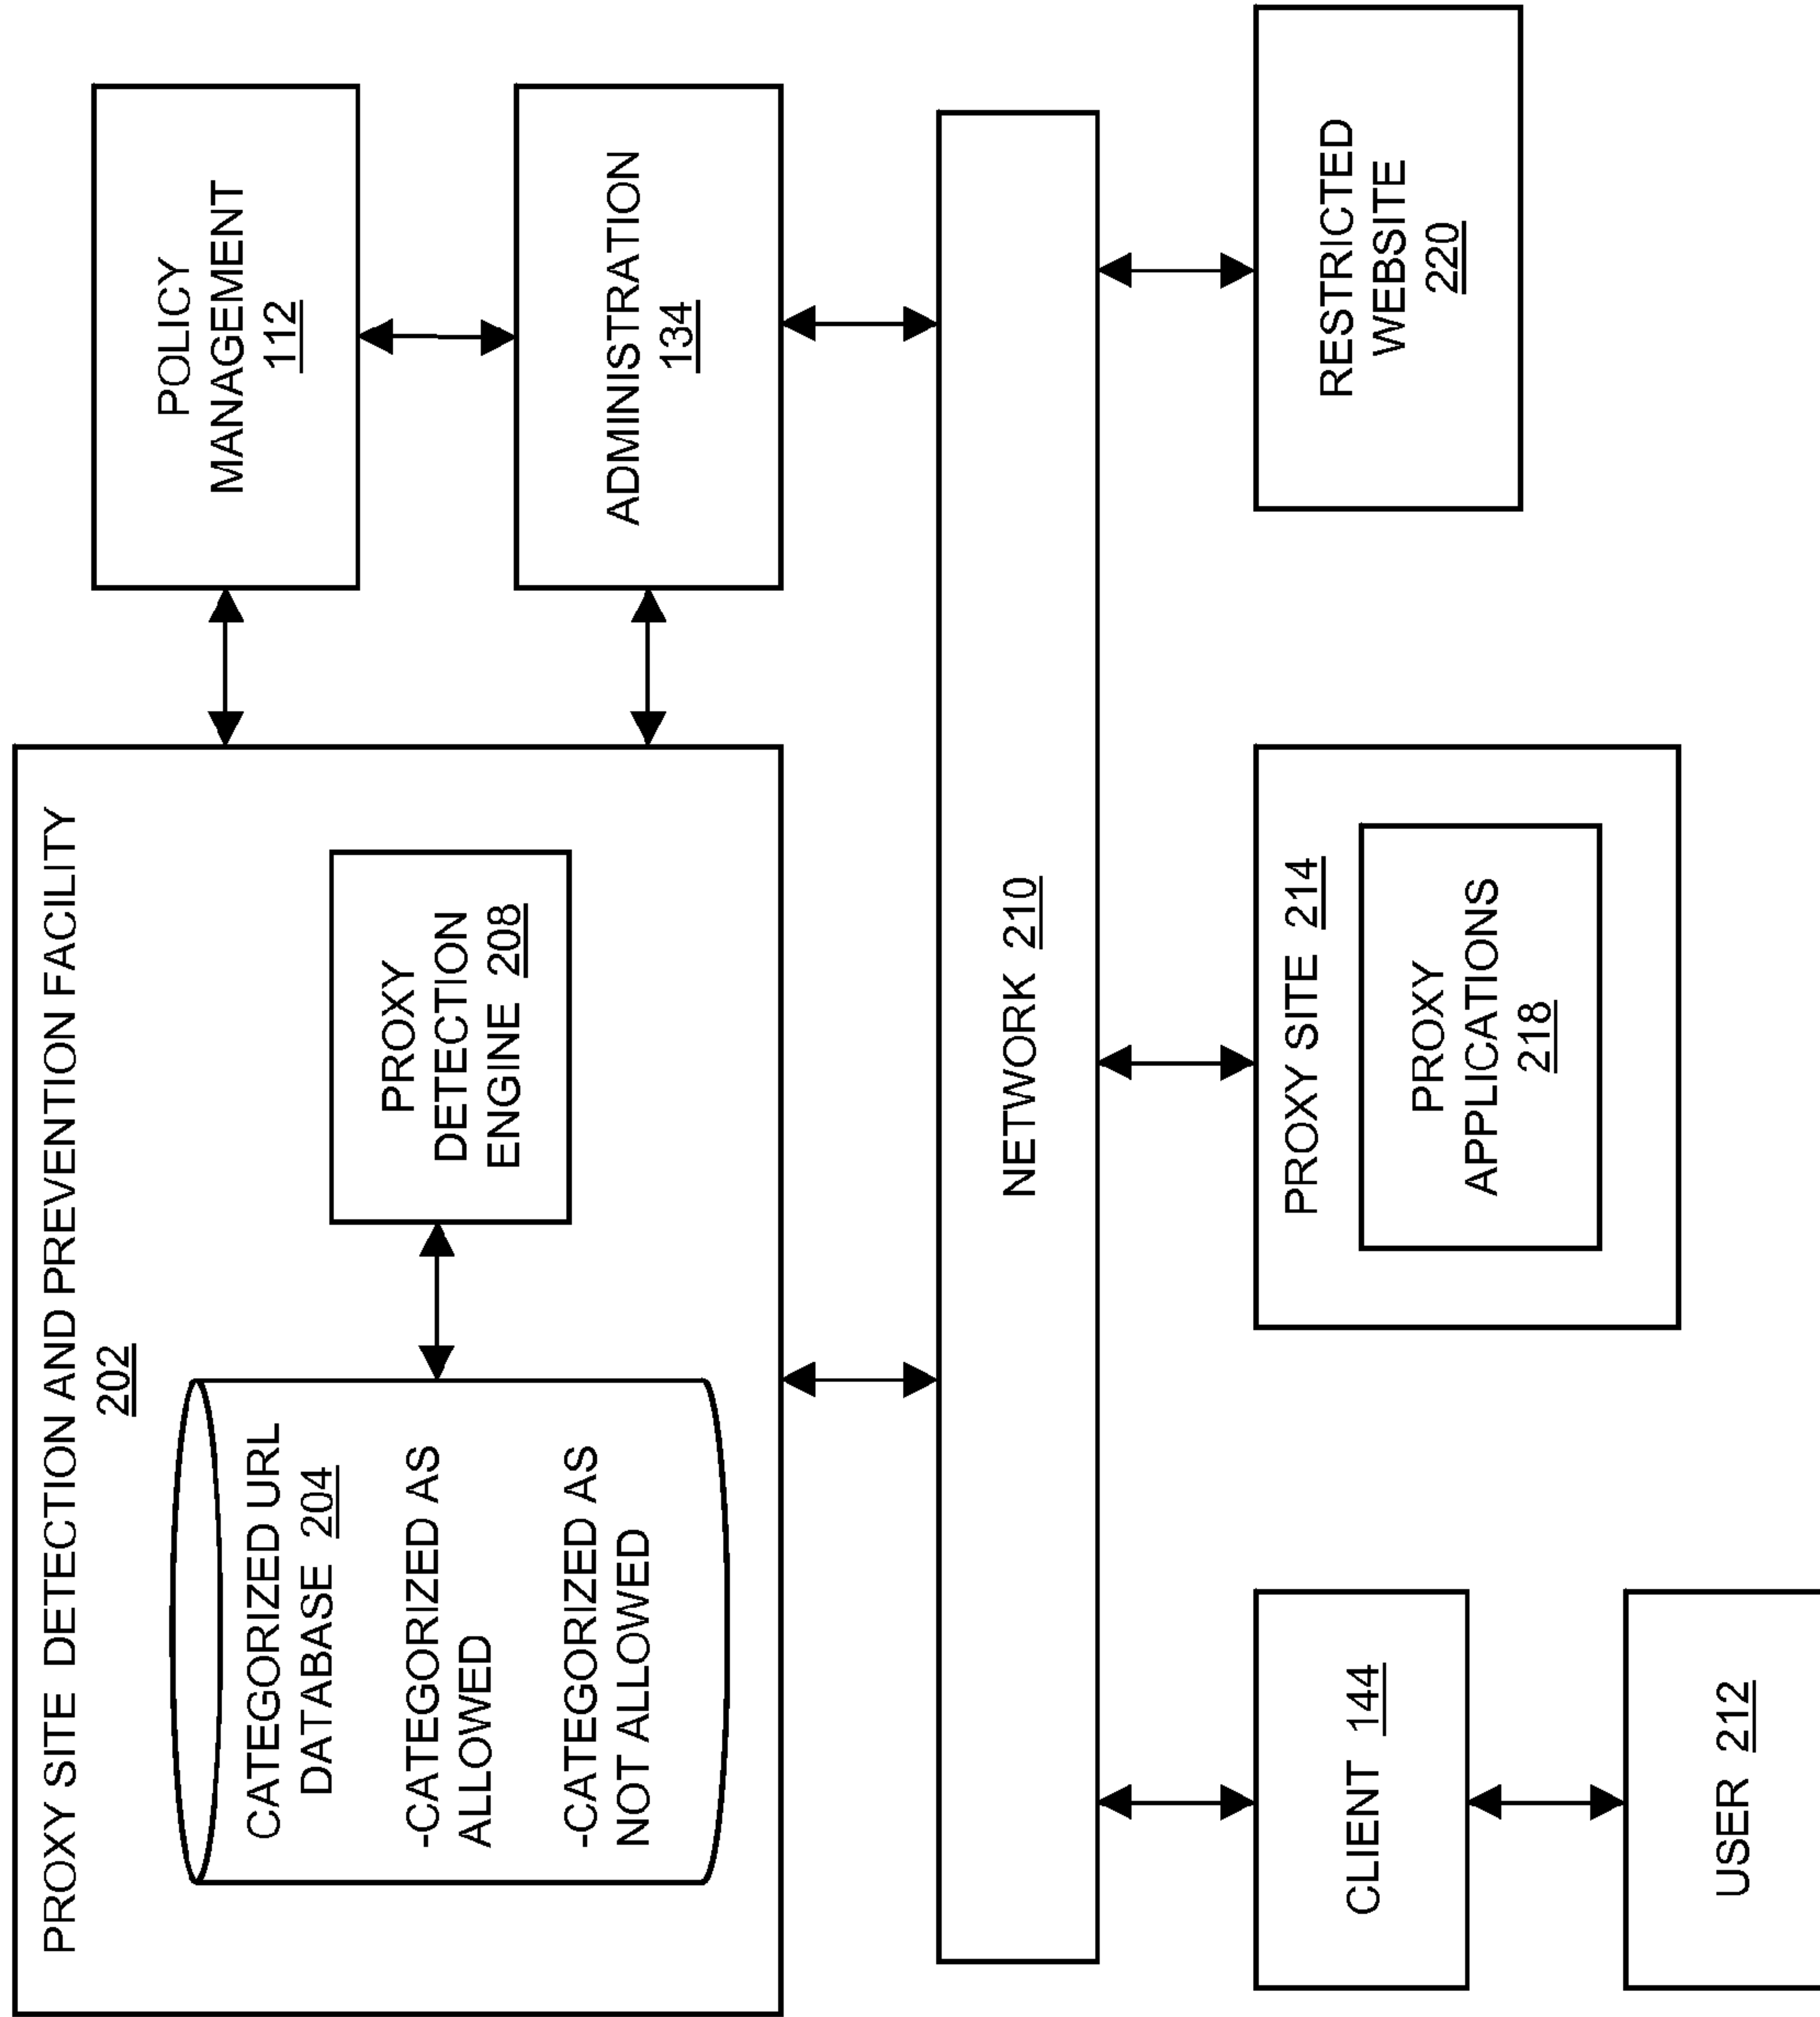 PROXY SITE DETECTION AND PREVENTION FACILITY
202
CATEGORIZED URL
DATABASE 204
-CATEGORIZED AS
ALLOWED
-CATEGORIZED AS
NOT ALLOWED
PROXY
DETECTION
ENGINE 208
POLICY
MANAGEMENT
112
ADMINISTRATION
134
NETWORK 210
CLIENT 144
USER 212
PROXY SITE 214
PROXY
APPLICATIONS
218
RESTRICTED
WEBSITE
220